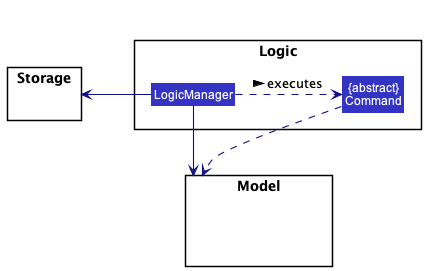 Logic
Storage
LogicManager
executes
{abstract}
Command
Model